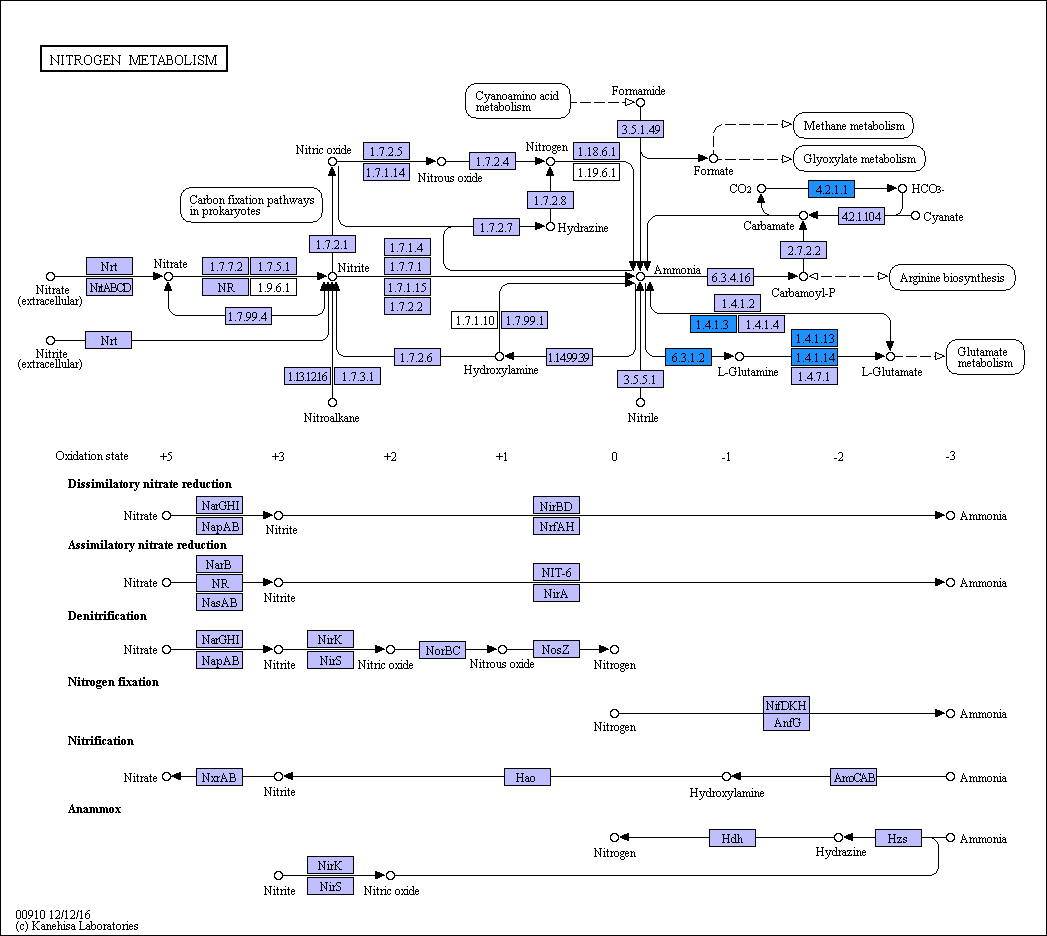 NITROGEN METABOLISM
Cyanoamino acid
metabolism
Formamide
3.5.1.49
Methane metabolism
Glyoxylate metabolism
Formate
Nitric oxide
1.7.2.5
1.7.1.14
Nitrous oxide
1.7.2.4
Nitrogen
1.18.6.1
1.19.6.1
CO2
4.2.1.1
HCO3-
Carbon fixation pathways
in prokaryotes
1.7.2.8
1.7.2.7
Hydrazine
Carbamate
4.2.1.104
Cyanate
1.7.2.1
2.7.2.2
Nrt
NrtABCD
Nitrate
(extracellular)
Nitrate
1.7.7.2
1.7.5.1
NR
1.9.6.1
Nitrite
1.7.1.4
1.7.7.1
1.7.1.15
1.7.2.2
Ammonia
6.3.4.16
Carbamoyl-P
Arginine biosynthesis
1.7.99.4
1.7.1.10
1.7.99.1
1.4.1.2
1.4.1.3
1.4.1.4
Nrt
Nitrite
(extracellular)
1.7.2.6
Hydroxylamine
1.14.99.39
6.3.1.2
L-Glutamine
1.4.1.13
1.4.1.14
1.4.7.1
L-Glutamate
Glutamate
metabolism
1.13.12.16
1.7.3.1
3.5.5.1
Nitroalkane
Nitrile
Oxidation state +5 +3 +2 +1 0 -1 -2 -3
Dissimilatory nitrate reduction
Nitrate
NarGHI
NapAB
Nitrite
NirBD
NrfAH
Ammonia
Assimilatory nitrate reduction
Nitrate
NarB
NR
NasAB
Nitrite
NIT-6
NirA
Ammonia
Denitrification
Nitrate
NarGHI
NapAB
Nitrite
NirK
NirS
Nitric oxide
NorBC
Nitrous oxide
NosZ
Nitrogen
Nitrogen fixation
Nitrogen
NifDKH
AnfG
Ammonia
Nitrification
Nitrate
NxrAB
Nitrite
Hao
Hydroxylamine
AmoCAB
Ammonia
Anammox
Nitrogen
Hdh
Hydrazine
Hzs
Ammonia
Nitrite
NirK
NirS
Nitric oxide
00910 12/12/16
(c) Kanehisa Laboratories